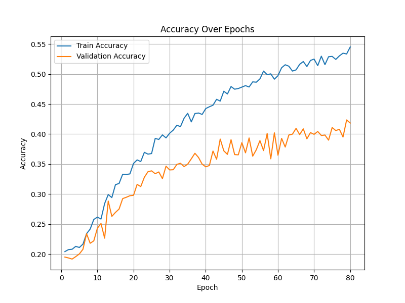 Accuracy Over Epochs
Train Accuracy
Validation Accuracy
Accuracy
0.55
0.50
0.45
0.40
0.35
0.30
0.25
0.20
0 10 20 30 40 50 60 70 80
Epoch